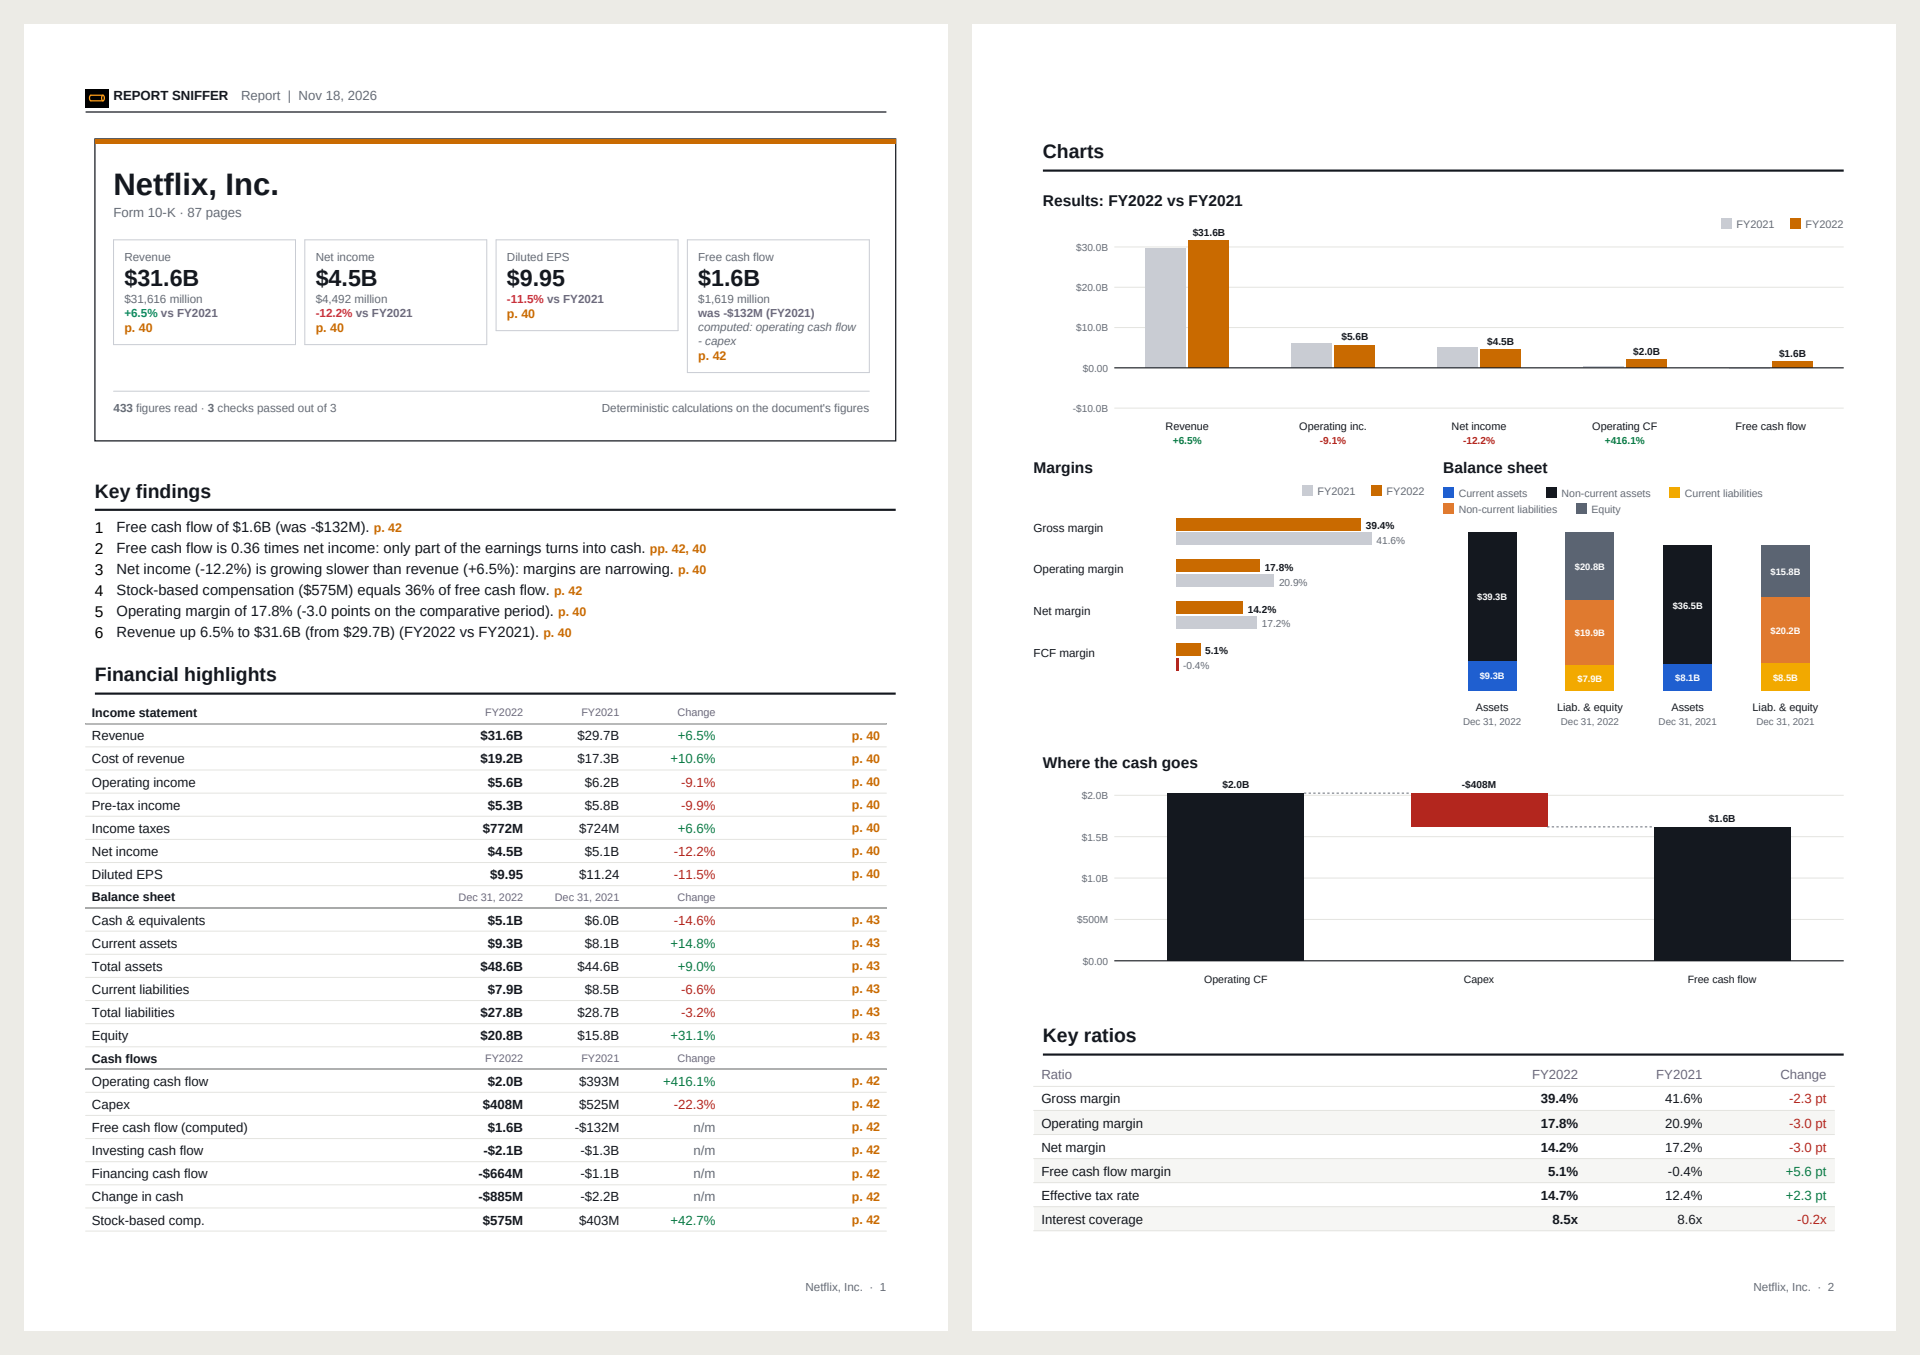 REPORT SNIFFER Report | Nov 18, 2026
Netflix, Inc.
Form 10-K · 87 pages
Revenue
$31.6B
$31,616 million
+6.5% vs FY2021
p. 40
Net income
$4.5B
$4,492 million
-12.2% vs FY2021
p. 40
Diluted EPS
$9.95
-11.5% vs FY2021
p. 40
Free cash flow
$1.6B
$1,619 million
was -$132M (FY2021)
computed: operating cash flow
- capex
p. 42
433 figures read · 3 checks passed out of 3
Deterministic calculations on the document's figures
Key findings
1 Free cash flow of $1.6B (was -$132M). p. 42
2 Free cash flow is 0.36 times net income: only part of the earnings turns into cash. pp. 42, 40
3 Net income (-12.2%) is growing slower than revenue (+6.5%): margins are narrowing. p. 40
4 Stock-based compensation ($575M) equals 36% of free cash flow. p. 42
5 Operating margin of 17.8% (-3.0 points on the comparative period). p. 40
6 Revenue up 6.5% to $31.6B (from $29.7B) (FY2022 vs FY2021). p. 40
Financial highlights
Income statement FY2022 FY2021 Change
Revenue $31.6B $29.7B +6.5% p. 40
Cost of revenue $19.2B $17.3B +10.6% p. 40
Operating income $5.6B $6.2B -9.1% p. 40
Pre-tax income $5.3B $5.8B -9.9% p. 40
Income taxes $772M $724M +6.6% p. 40
Net income $4.5B $5.1B -12.2% p. 40
Diluted EPS $9.95 $11.24 -11.5% p. 40
Balance sheet Dec 31, 2022 Dec 31, 2021 Change
Cash & equivalents $5.1B $6.0B -14.6% p. 43
Current assets $9.3B $8.1B +14.8% p. 43
Total assets $48.6B $44.6B +9.0% p. 43
Current liabilities $7.9B $8.5B -6.6% p. 43
Total liabilities $27.8B $28.7B -3.2% p. 43
Equity $20.8B $15.8B +31.1% p. 43
Cash flows FY2022 FY2021 Change
Operating cash flow $2.0B $393M +416.1% p. 42
Capex $408M $525M -22.3% p. 42
Free cash flow (computed) $1.6B -$132M n/m p. 42
Investing cash flow -$2.1B -$1.3B n/m p. 42
Financing cash flow -$664M -$1.1B n/m p. 42
Change in cash -$885M -$2.2B n/m p. 42
Stock-based comp. $575M $403M +42.7% p. 42
Netflix, Inc. · 1
Charts
Results: FY2022 vs FY2021
FY2021 FY2022
$31.6B
$30.0B
$20.0B
$10.0B
$5.6B $4.5B $2.0B $1.6B
$0.00
-$10.0B
Revenue Operating inc. Net income Operating CF Free cash flow
+6.5% -9.1% -12.2% +416.1%
Margins
FY2021 FY2022
Gross margin 39.4%
41.6%
Operating margin 17.8%
20.9%
Net margin 14.2%
17.2%
FCF margin 5.1%
-0.4%
Balance sheet
Current assets Non-current assets Current liabilities
Non-current liabilities Equity
$39.3B $20.8B $36.5B $15.8B
$19.9B $20.2B
$9.3B $7.9B $8.1B $8.5B
Assets Liab. & equity Assets Liab. & equity
Dec 31, 2022 Dec 31, 2022 Dec 31, 2021 Dec 31, 2021
Where the cash goes
$2.0B -$408M
$2.0B
$1.6B
$1.5B
$1.0B
$500M
$0.00
Operating CF Capex Free cash flow
Key ratios
Ratio FY2022 FY2021 Change
Gross margin 39.4% 41.6% -2.3 pt
Operating margin 17.8% 20.9% -3.0 pt
Net margin 14.2% 17.2% -3.0 pt
Free cash flow margin 5.1% -0.4% +5.6 pt
Effective tax rate 14.7% 12.4% +2.3 pt
Interest coverage 8.5x 8.6x -0.2x
Netflix, Inc. · 2